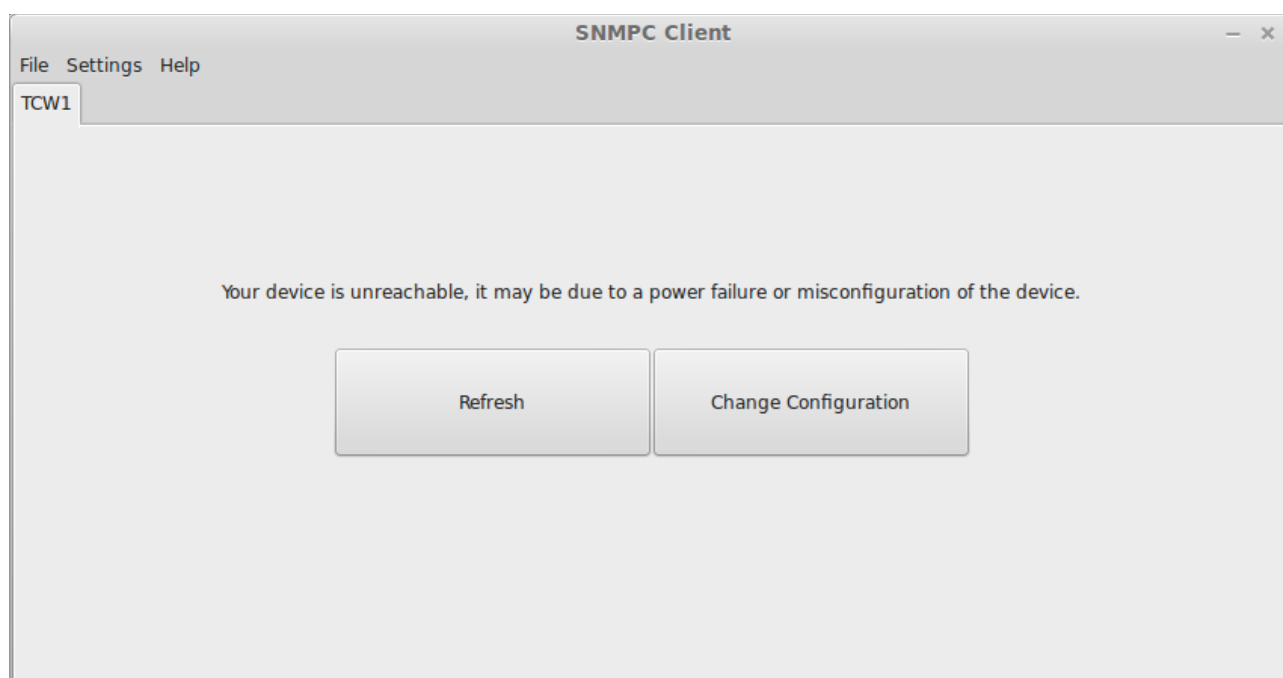 SNMPC Client
File Settings Help
TCW1
Your device is unreachable, it may be due to a power failure or misconfiguration of the device.
Refresh Change Configuration